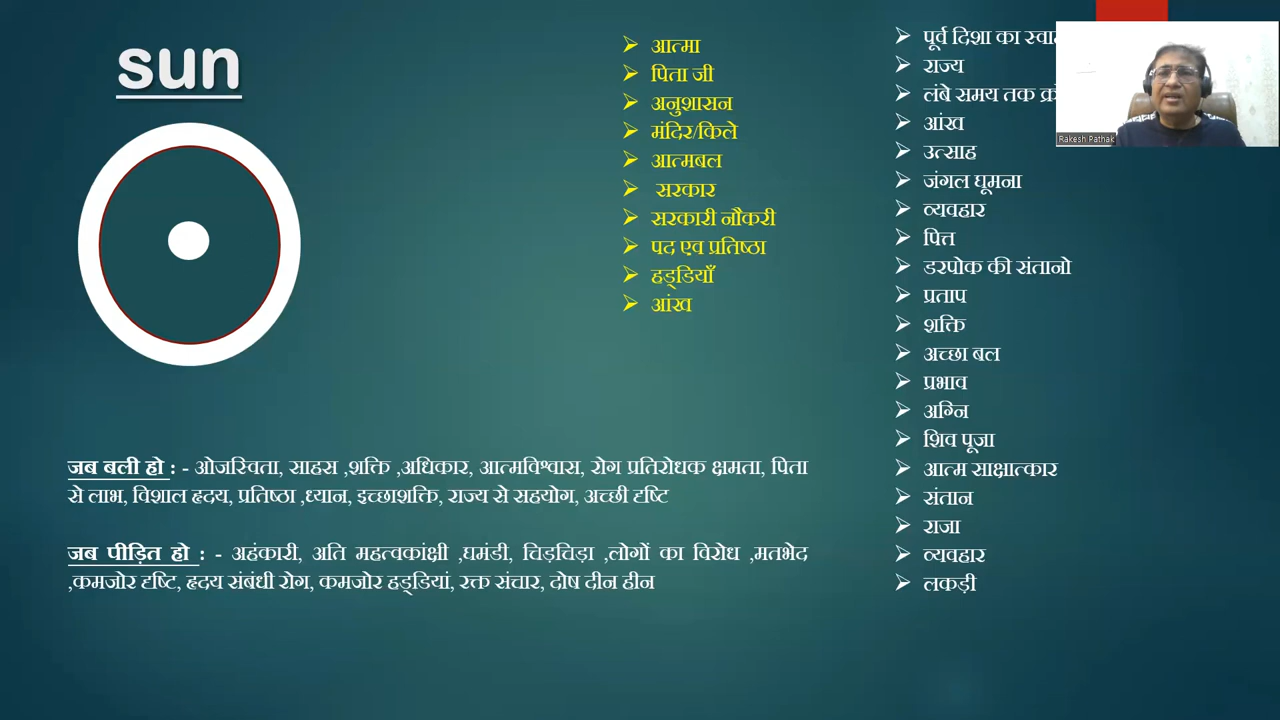 sun
आत्मा
पिता जी
अनुशासन
मंदिर/किले
आत्मबल
सरकार
सरकारी नौकरी
पद एव प्रतिष्ठा
हड्डियाँ
आंख
पूर्व दिशा का
राज्य
लंबे समय तक
आंख
उत्साह
जंगल घूमना
व्यवहार
पित्त
डरपोक की संतानो
प्रताप
शक्ति
अच्छा बल
प्रभाव
अग्नि
शिव पूजा
आत्म साक्षात्कार
संतान
राजा
व्यवहार
लकड़ी
Rakesh Pathak
जब बली हो : - ओजस्विता, साहस ,शक्ति ,अधिकार, आत्मविश्वास, रोग प्रतिरोधक क्षमता, पिता
से लाभ, विशाल हृदय, प्रतिष्ठा ,ध्यान, इच्छाशक्ति, राज्य से सहयोग, अच्छी दृष्टि
जब पीड़ित हो : - अहंकारी, अति महत्वकांक्षी ,घमंडी, चिड़चिड़ा ,लोगों का विरोध ,मतभेद
,कमजोर दृष्टि, हृदय संबंधी रोग, कमजोर हड्डियां, रक्त संचार, दोष दीन हीन